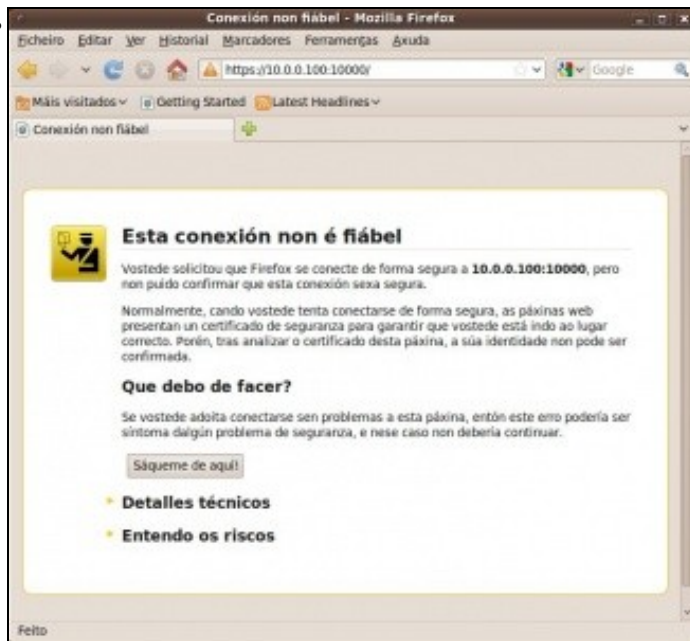 Conexión non fiábel - Mozilla Firefox
Ficheiro Editar Ver Historial Marcadores Ferramentas Axuda
https://10.0.0.100:10000/ Google
Máis visitados Getting Started Latest Headlines
Conexión non fiábel
Esta conexión non é fiábel
Vostede solicitou que Firefox se conecte de forma segura a 10.0.0.100:10000, pero
non puido confirmar que esta conexión sexa segura.
Normalmente, cando vostede tenta conectarse de forma segura, as páxinas web
presentan un certificado de seguranza para garantir que vostede está indo ao lugar
correcto. Porén, tras analizar o certificado desta páxina, a súa identidade non pode ser
confirmada.
Que debo de facer?
Se vostede adoita conectarse sen problemas a esta páxina, entón este erro podería ser
síntoma dalgún problema de seguranza, e nese caso non debería continuar.
Sáqueme de aquí!
Detalles técnicos
Entendo os riscos
Feito